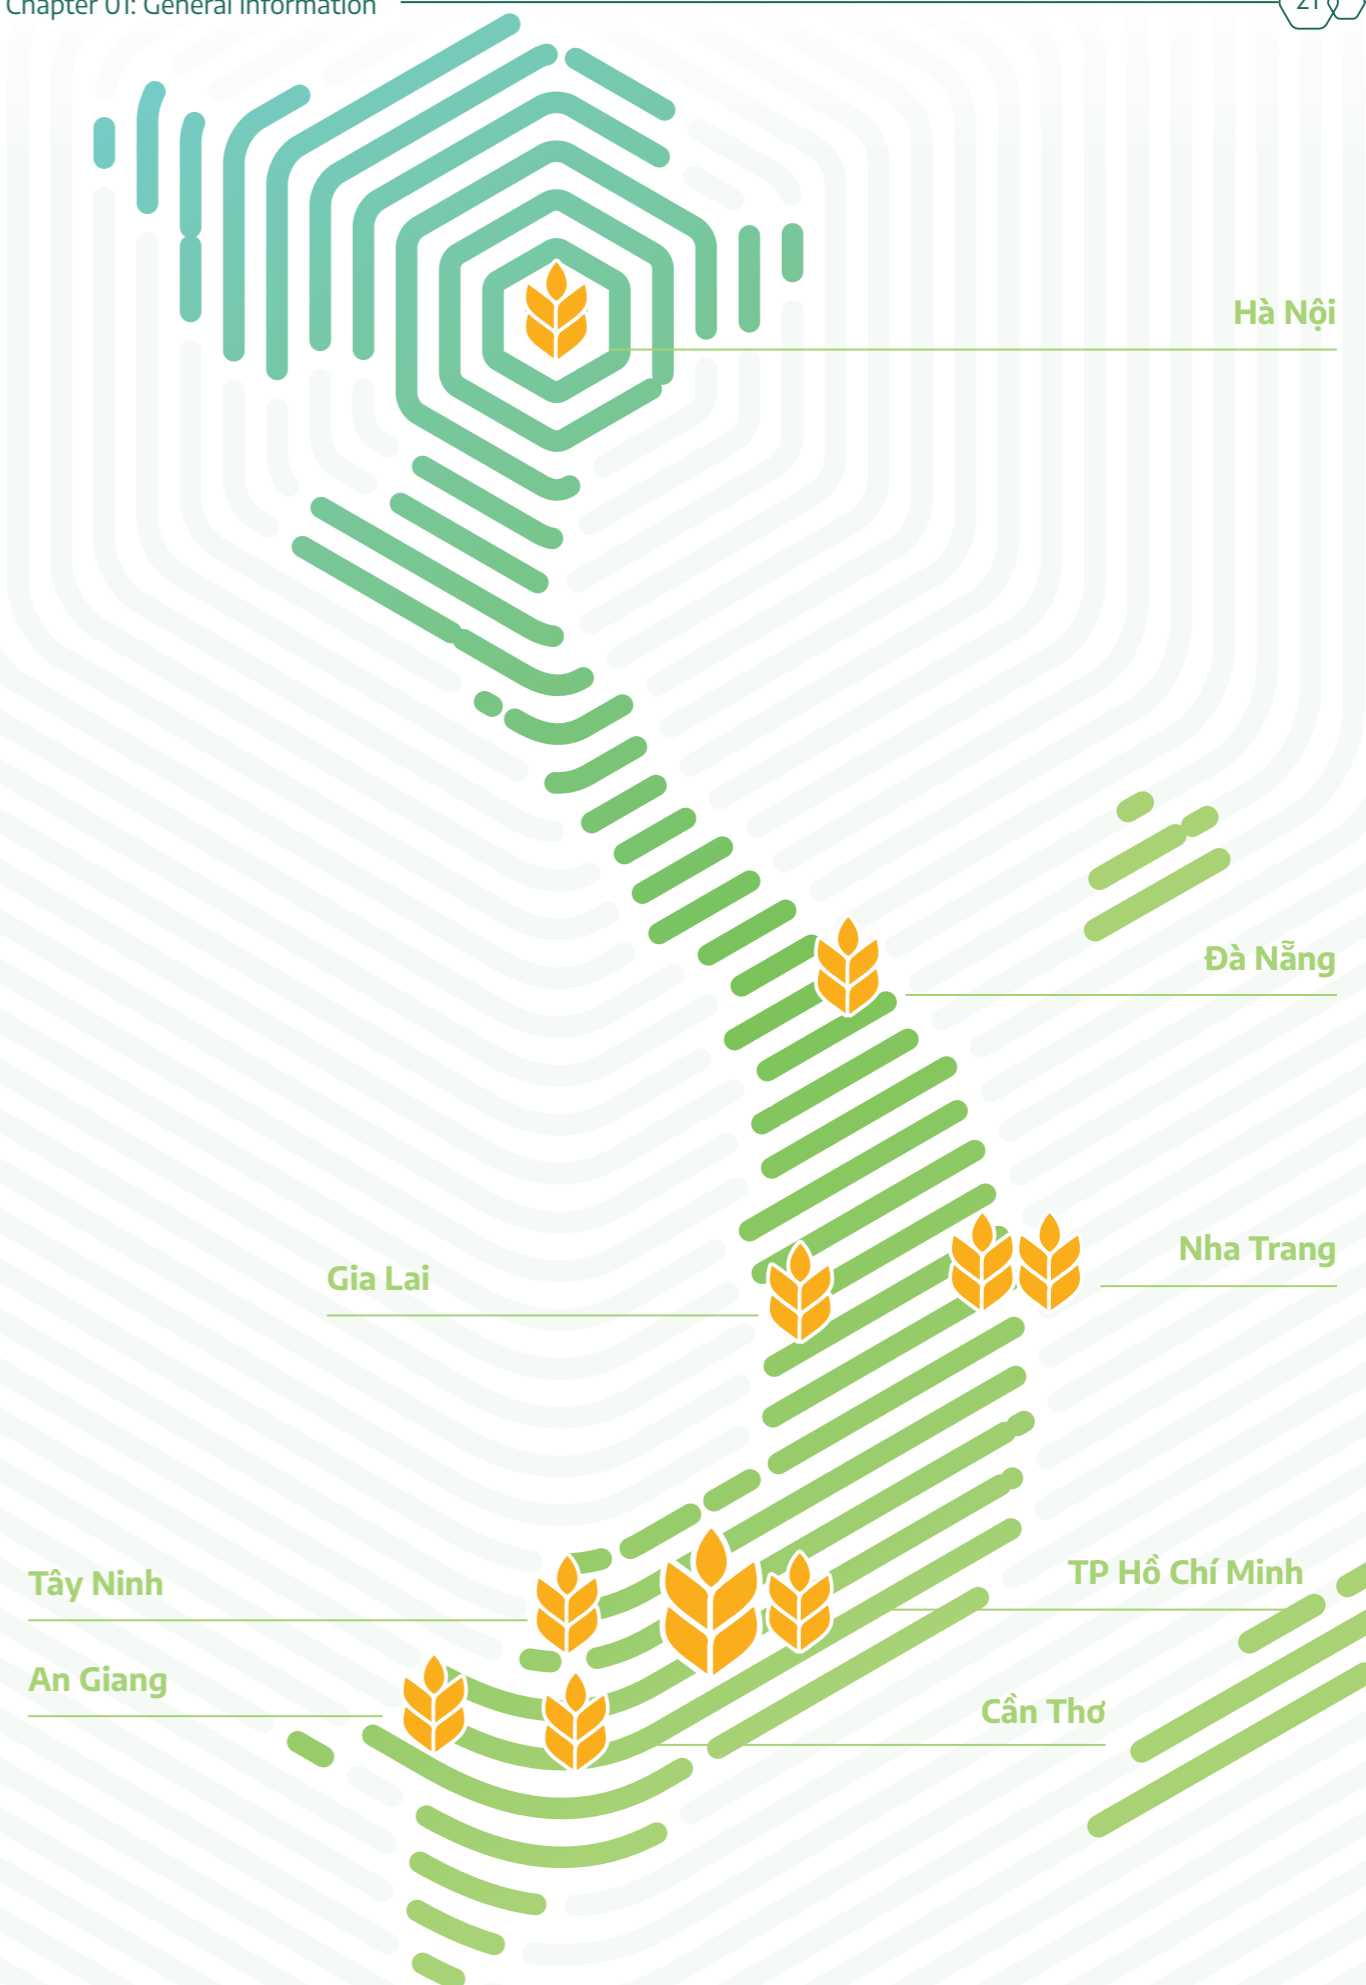 Chapter 01: General Information
21
Hà Nội
Đà Nẵng
Nha Trang
Gia Lai
TP Hồ Chí Minh
Tây Ninh
An Giang
Cần Thơ